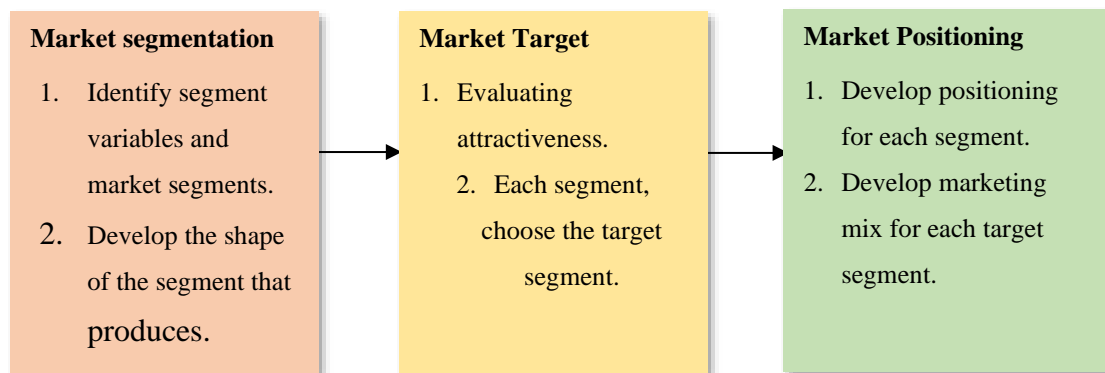 Market segmentation
1. Identify segment
variables and
market segments.
2. Develop the shape
of the segment that
produces.
Market Target
1. Evaluating
attractiveness.
2. Each segment,
choose the target
segment.
Market Positioning
1. Develop positioning
for each segment.
2. Develop marketing
mix for each target
segment.